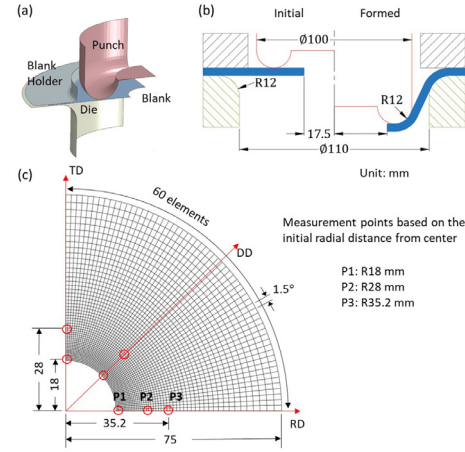 (a)
Punch
Blank
Holder
Die
Blank
(b)
Initial
Formed
Ø100
R12
R12
17.5
Ø110
Unit: mm
(c)
TD
60 elements
DD
1.5°
Measurement points based on the
initial radial distance from center
P1: R18 mm
P2: R28 mm
P3: R35.2 mm
28
18
P1
P2
P3
RD
35.2
75